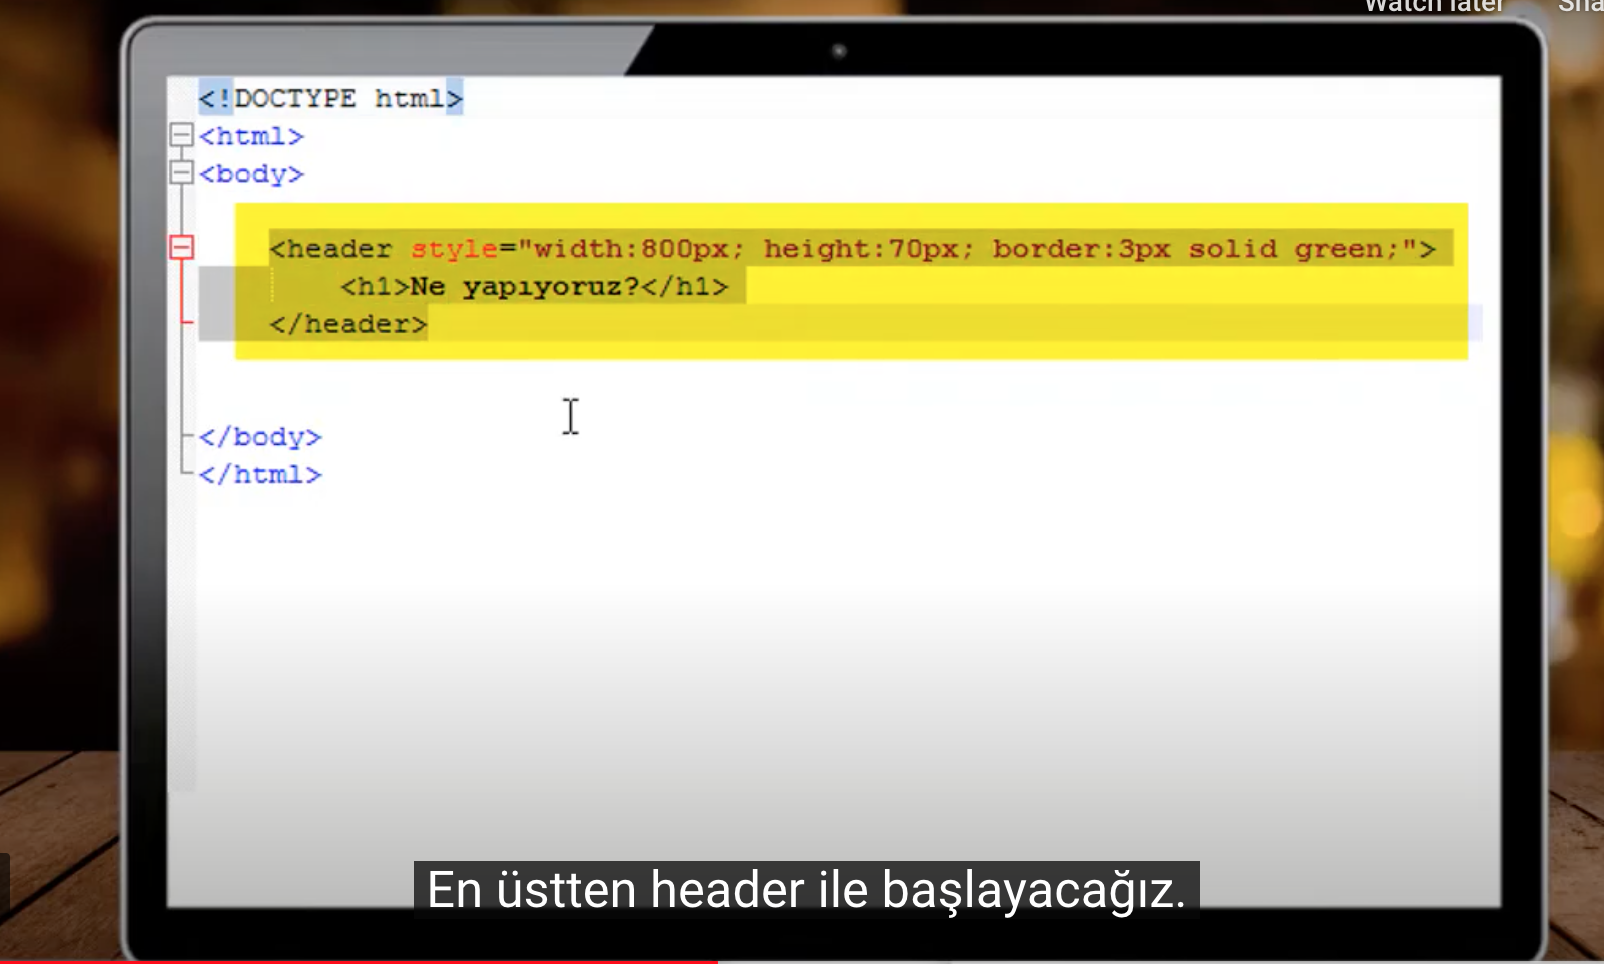 Watch later
<!DOCTYPE html>
<html>
<body>
<header style="width:800px; height:70px; border:3px solid green;">
<h1>Ne yapıyoruz?</h1>
</header>
</body>
</html>
En üstten header ile başlayacağız.